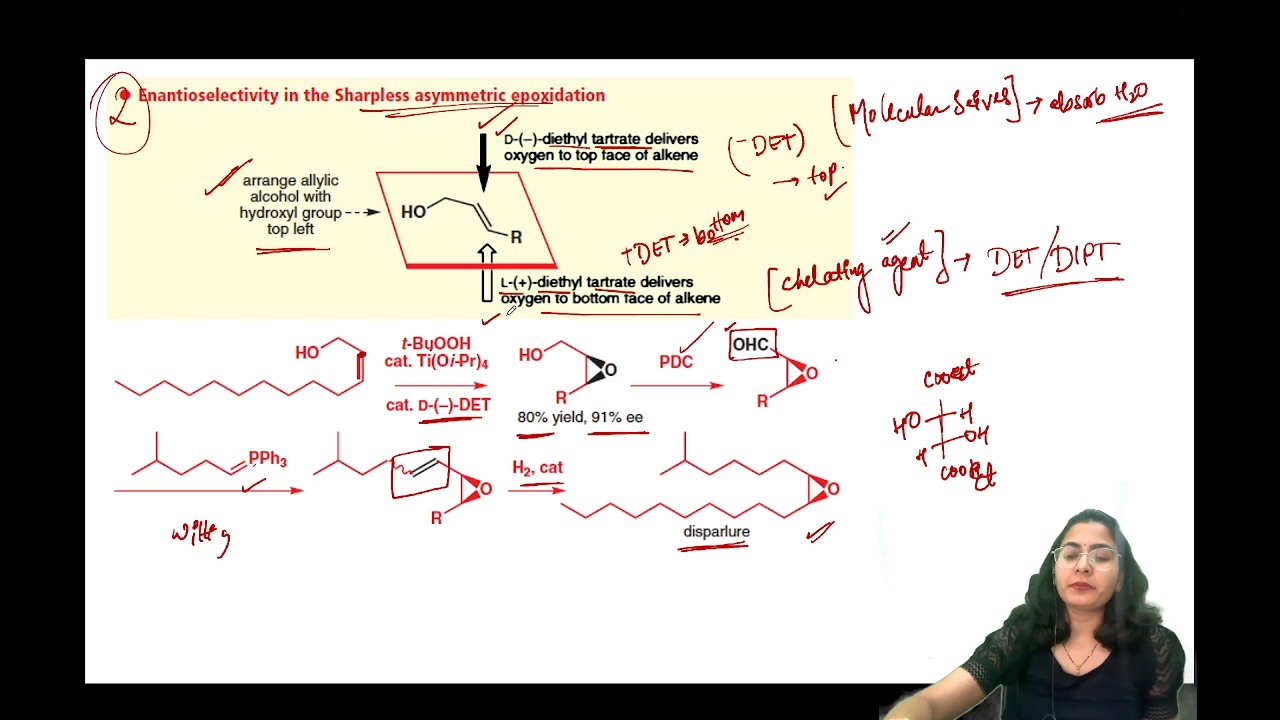 2
Enantioselectivity in the Sharpless asymmetric epoxidation
[Molecular Seives] → absorb H2O
D-(–)-diethyl tartrate delivers
oxygen to top face of alkene
(-DET)
→ top.
arrange allylic
alcohol with
hydroxyl group
top left
HO
R
+DET → bottom
[Chelating agent] → DET/DIPT
L-(+)-diethyl tartrate delivers
oxygen to bottom face of alkene
HO
t-BuOOH
cat. Ti(Oi-Pr)4
cat. D-(–)-DET
HO
O
R
80% yield, 91% ee
PDC
OHC
O
R
COOEt
HO H
H OH
COOEt
PPh3
Wittig
O
R
H2, cat
O
disparlure